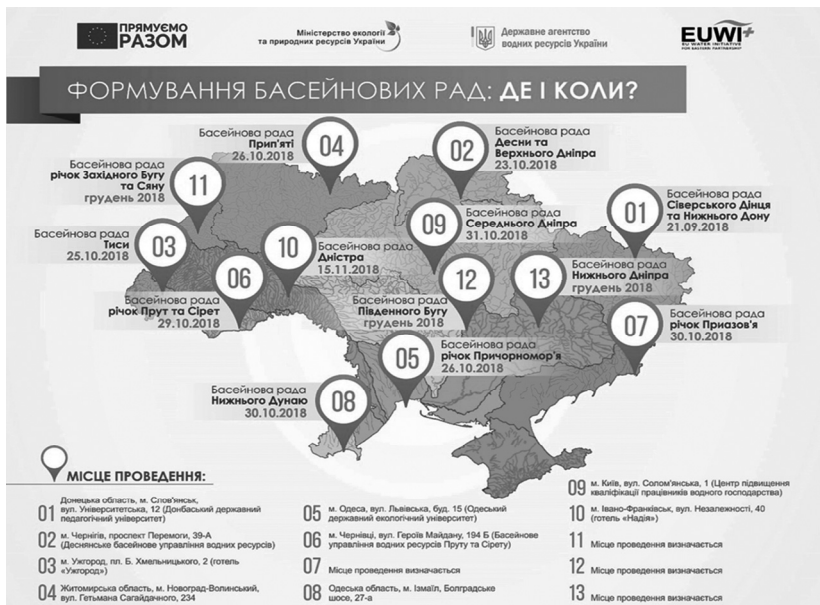 ПРЯМУЄМО
РАЗОМ
Міністерство екології
та природних ресурсів України
Державне агентство
водних ресурсів України
EUWI+
EU WATER INITIATIVE
FOR EASTERN PARTNERSHIP
ФОРМУВАННЯ БАСЕЙНОВИХ РАД: ДЕ І КОЛИ?
Басейнова рада
Прип'яті
26.10.2018
04
02
Басейнова рада
Десни та
Верхнього Дніпра
23.10.2018
Басейнова рада
річок Західного Бугу
та Сяну
грудень 2018
11
01
Басейнова рада
Сіверського Дінця
та Нижнього Дону
21.09.2018
Басейнова рада
Тиси
25.10.2018
03
10
Басейнова рада
Дністра
15.11.2018
09
Басейнова рада
Середнього Дніпра
31.10.2018
06
Басейнова рада
річок Прут та Сірет
29.10.2018
12
Басейнова рада
Південного Бугу
грудень 2018
13
Басейнова рада
Нижнього Дніпра
грудень 2018
07
Басейнова рада
річок Приазов'я
30.10.2018
05
Басейнова рада
річок Причорномор'я
26.10.2018
Басейнова рада
Нижнього Дунаю
30.10.2018
08
МІСЦЕ ПРОВЕДЕННЯ:
01 Донецька область, м. Слов'янськ,
вул. Університетська, 12 (Донбаський державний
педагогічний університет)
02 м. Чернігів, проспект Перемоги, 39-А
(Деснянське басейнове управління водних ресурсів)
03 м. Ужгород, пл. Б. Хмельницького, 2 (готель
«Ужгород»)
04 Житомирська область, м. Новоград-Волинський,
вул. Гетьмана Сагайдачного, 234
05 м. Одеса, вул. Львівська, буд. 15 (Одеський
державний екологічний університет)
06 м. Чернівці, вул. Героїв Майдану, 194 Б (Басейнове
управління водних ресурсів Пруту та Сірету)
07 Місце проведення визначається
08 Одеська область, м. Ізмаїл, Болградське
шосе, 27-а
09 м. Київ, вул. Солом'янська, 1 (Центр підвищення
кваліфікації працівників водного господарства)
10 м. Івано-Франківськ, вул. Незалежності, 40
(готель «Надія»)
11 Місце проведення визначається
12 Місце проведення визначається
13 Місце проведення визначається